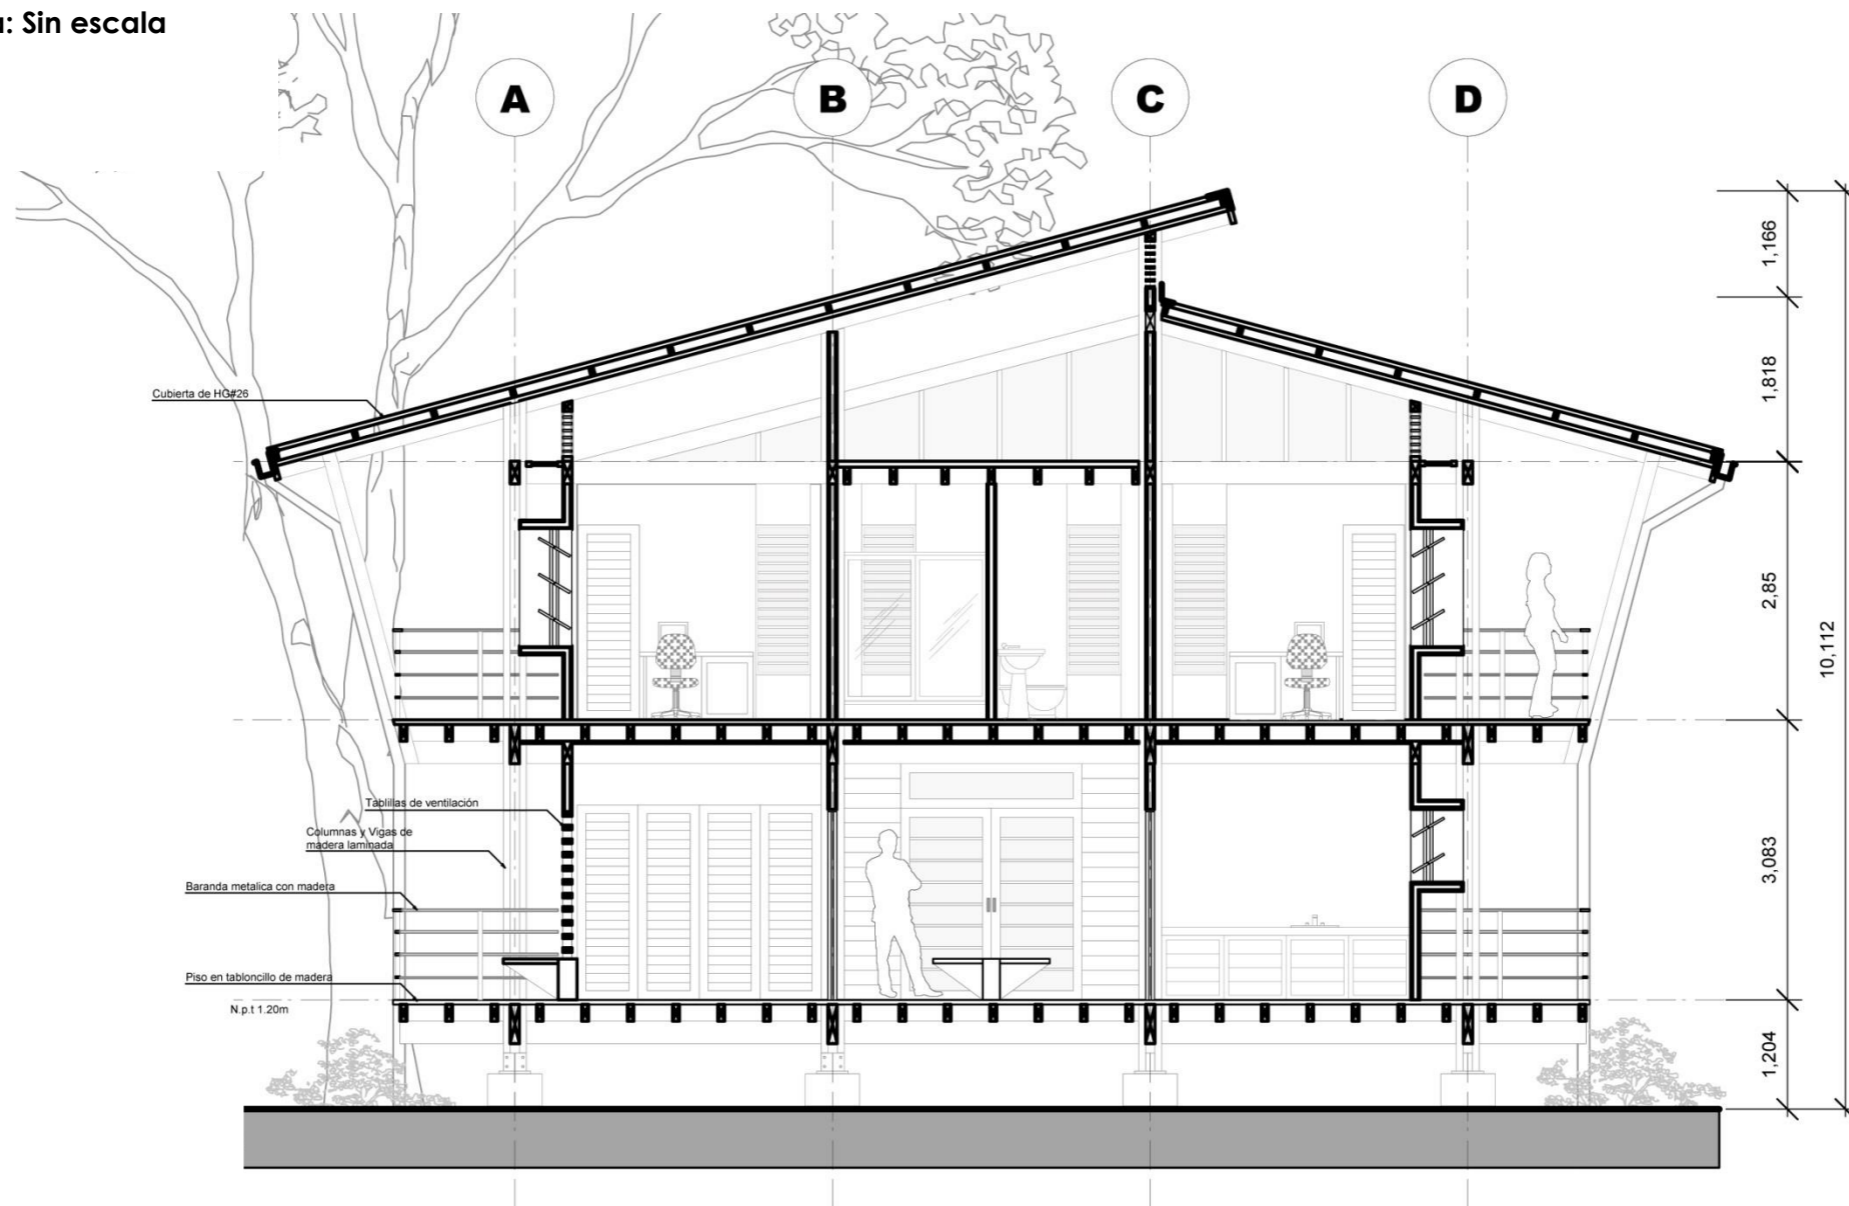 : Sin escala
A
B
C
D
1,166
1,818
Cubierta de HG#26
2,85
10,112
Tablillas de ventilación
Columnas y Vigas de
madera laminada
3,083
Baranda metalica con madera
Piso en tabloncillo de madera
N.p.t 1.20m
1,204